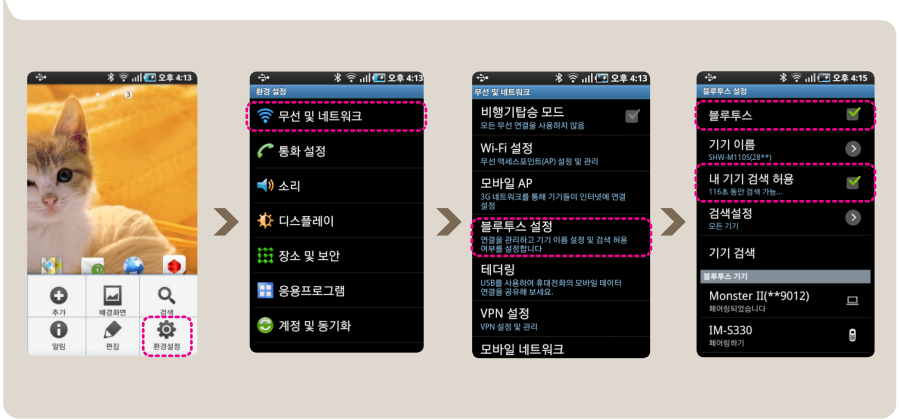 오후 4:13
3
추가
배경화면
검색
알림
편집
환경설정
오후 4:13
환경 설정
무선 및 네트워크
통화 설정
소리
디스플레이
장소 및 보안
응용프로그램
계정 및 동기화
오후 4:13
무선 및 네트워크
비행기탑승 모드
모든 무선 연결을 사용하지 않음
Wi-Fi 설정
무선 액세스포인트(AP) 설정 및 관리
모바일 AP
3G 네트워크를 통해 기기들이 인터넷에 연결
설정
블루투스 설정
연결을 관리하고 기기 이름 설정 및 검색 허용
여부를 설정합니다
테더링
USB를 사용하여 휴대전화의 모바일 데이터
연결을 공유해 보세요.
VPN 설정
VPN 설정 및 관리
모바일 네트워크
오후 4:15
블루투스 설정
블루투스
기기 이름
SHW-M110S(28**)
내 기기 검색 허용
116초 동안 검색 가능...
검색설정
모든 기기
기기 검색
블루투스 기기
Monster II(**9012)
페어링되었습니다
IM-S330
페어링하기